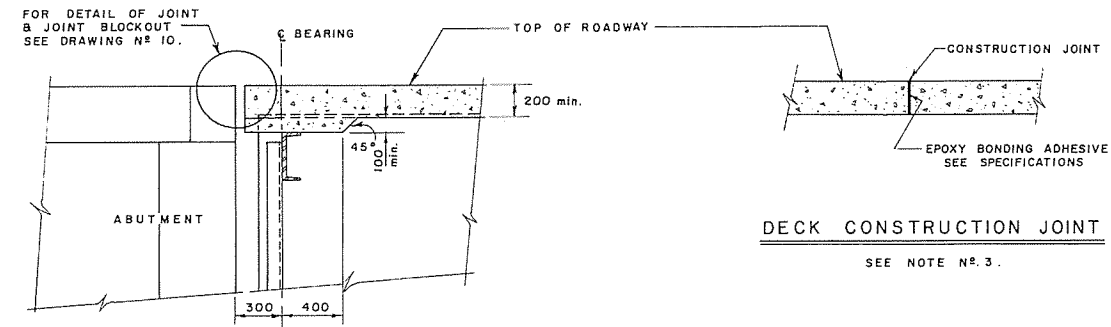 FOR DETAIL OF JOINT
& JOINT BLOCKOUT
SEE DRAWING Nº 10.
℄ BEARING
TOP OF ROADWAY
200 min.
45°
100
min.
ABUTMENT
300
400
CONSTRUCTION JOINT
EPOXY BONDING ADHESIVE
SEE SPECIFICATIONS
DECK CONSTRUCTION JOINT
SEE NOTE Nº. 3.